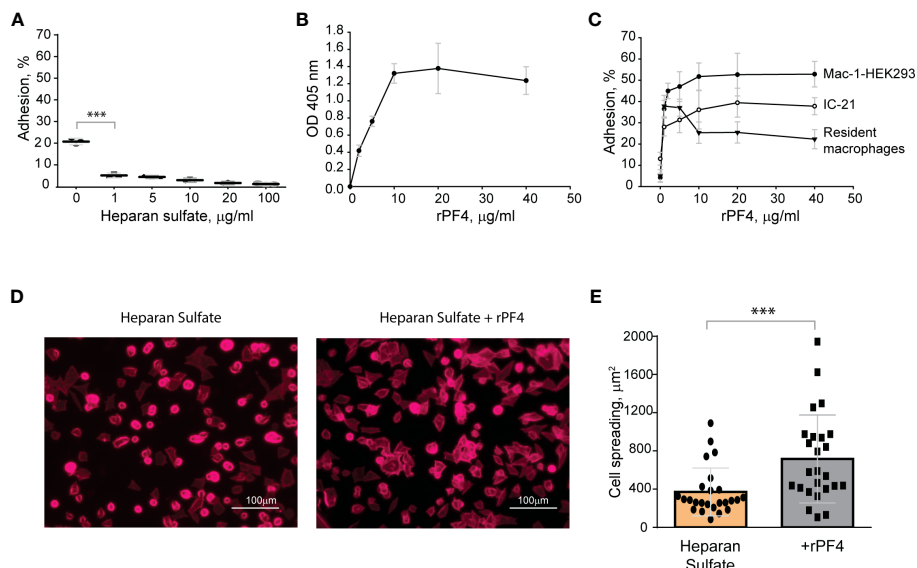 A
Adhesion, %
70
60
50
40
30
20
10
0
***
0 1 5 10 20 100
Heparan sulfate, μg/ml
B
OD 405 nm
1.8
1.6
1.4
1.2
1.0
0.8
0.6
0.4
0.2
0.0
0 10 20 30 40 50
rPF4, μg/ml
C
Adhesion, %
70
60
50
40
30
20
10
0
Mac-1-HEK293
IC-21
Resident
macrophages
0 10 20 30 40 50
rPF4, μg/ml
D
Heparan Sulfate
Heparan Sulfate + rPF4
100μm
100μm
E
***
Cell spreading, μm²
2000
1600
1200
800
400
0
Heparan
Sulfate
+rPF4